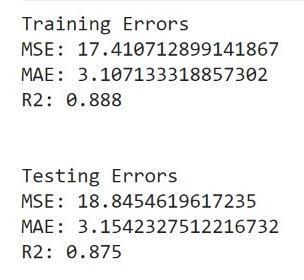 Training Errors
MSE: 17.410712899141867
MAE: 3.107133318857302
R2: 0.888
Testing Errors
MSE: 18.8454619617235
MAE: 3.1542327512216732
R2: 0.875